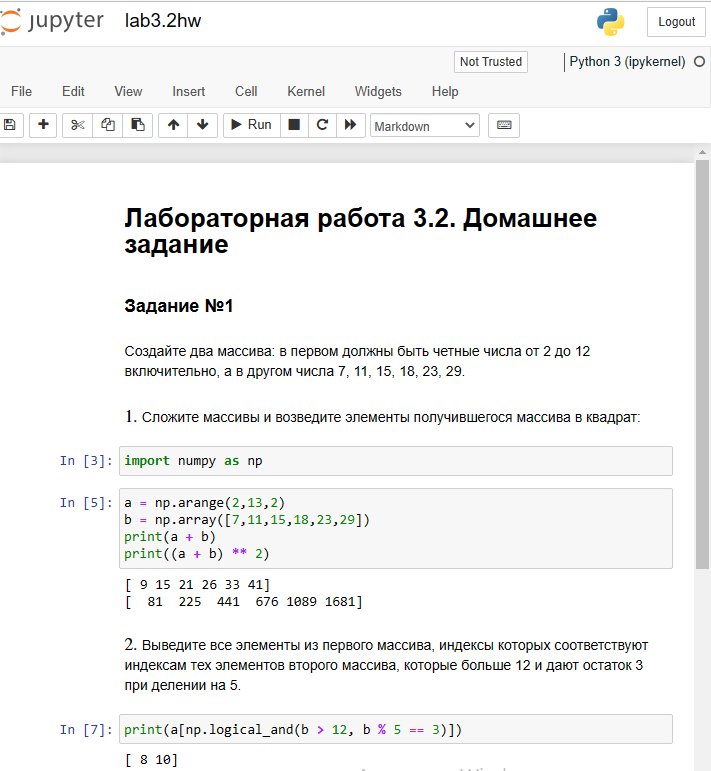 jupyter lab3.2hw Logout
Not Trusted Python 3 (ipykernel)
File Edit View Insert Cell Kernel Widgets Help
Run Markdown
Лабораторная работа 3.2. Домашнее
задание
Задание №1
Создайте два массива: в первом должны быть четные числа от 2 до 12
включительно, а в другом числа 7, 11, 15, 18, 23, 29.
1. Сложите массивы и возведите элементы получившегося массива в квадрат:
In [3]: import numpy as np
In [5]: a = np.arange(2,13,2)
b = np.array([7,11,15,18,23,29])
print(a + b)
print((a + b) ** 2)
[ 9 15 21 26 33 41]
[  81  225  441  676 1089 1681]
2. Выведите все элементы из первого массива, индексы которых соответствуют
индексам тех элементов второго массива, которые больше 12 и дают остаток 3
при делении на 5.
In [7]: print(a[np.logical_and(b > 12, b % 5 == 3)])
[ 8 10]